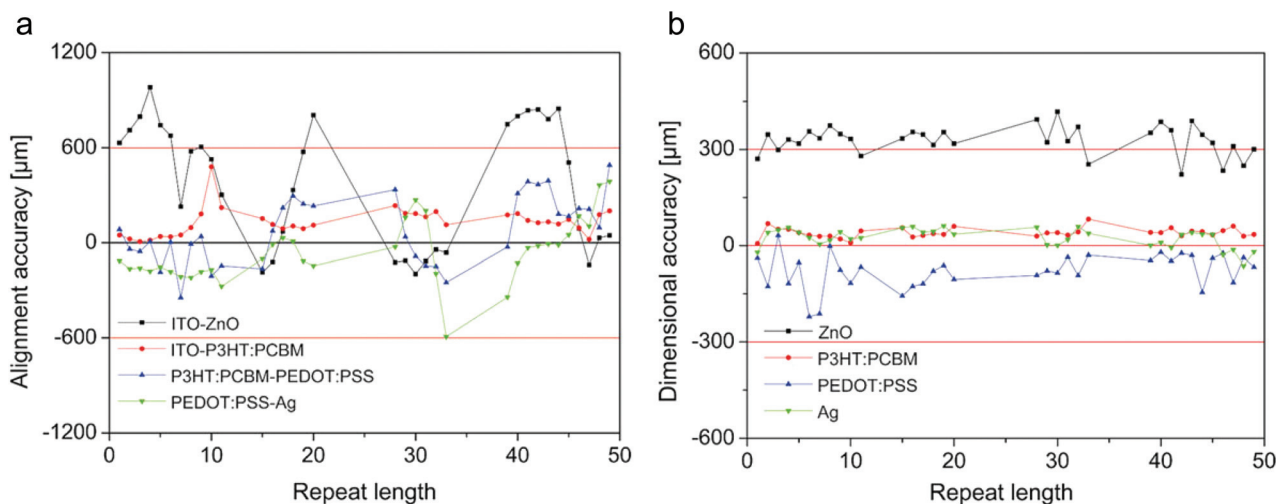 a
1200
600
0
-600
-1200
Alignment accuracy [µm]
ITO-ZnO
ITO-P3HT:PCBM
P3HT:PCBM-PEDOT:PSS
PEDOT:PSS-Ag
0
10
20
30
40
50
Repeat length
b
600
300
0
-300
-600
Dimensional accuracy [µm]
ZnO
P3HT:PCBM
PEDOT:PSS
Ag
0
10
20
30
40
50
Repeat length